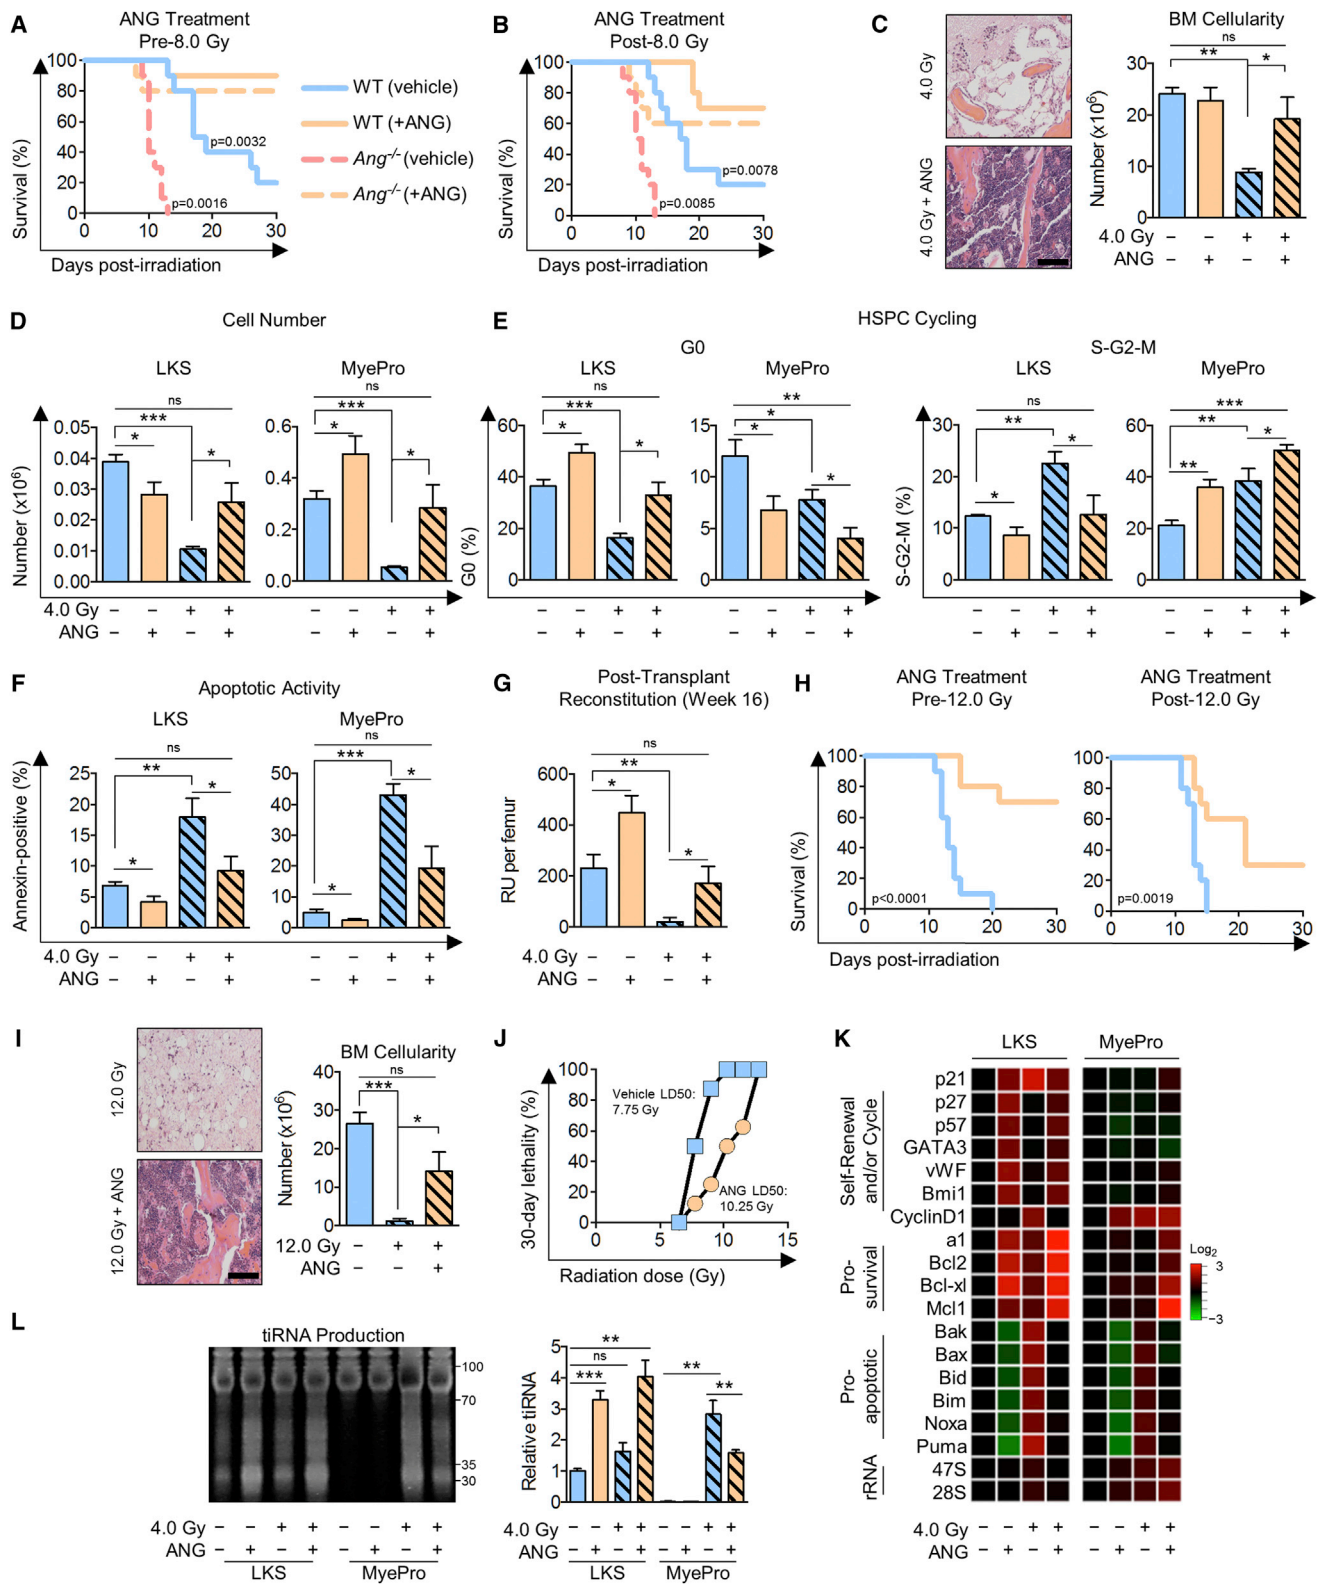 A
ANG Treatment
Pre-8.0 Gy
Survival (%)
100
80
60
40
20
0
p=0.0032
p=0.0016
0 10 20 30
Days post-irradiation
WT (vehicle)
WT (+ANG)
Ang-/- (vehicle)
Ang-/- (+ANG)
B
ANG Treatment
Post-8.0 Gy
Survival (%)
100
80
60
40
20
0
p=0.0078
p=0.0085
0 10 20 30
Days post-irradiation
C
4.0 Gy
4.0 Gy + ANG
BM Cellularity
ns
** *
Number (x10^6)
30
20
10
0
4.0 Gy – – + +
ANG – + – +
D
Cell Number
LKS
ns
***
* *
Number (x10^6)
0.05
0.04
0.03
0.02
0.01
0.00
MyePro
ns
***
* *
0.6
0.4
0.2
0.0
4.0 Gy – – + + – – + +
ANG – + – + – + – +
E
HSPC Cycling
G0
LKS
ns
***
* *
G0 (%)
60
40
20
0
MyePro
**
*
* *
15
10
5
0
– – + + – – + +
– + – + – + – +
S-G2-M
LKS
ns
**
* *
S-G2-M (%)
30
20
10
0
MyePro
***
** *
**
60
40
20
0
– – + + – – + +
– + – + – + – +
F
Apoptotic Activity
LKS
ns
**
* *
Annexin-positive (%)
25
20
15
10
5
0
MyePro
ns
***
* *
50
40
30
20
10
0
4.0 Gy – – + + – – + +
ANG – + – + – + – +
G
Post-Transplant
Reconstitution (Week 16)
ns
**
* *
RU per femur
600
400
200
0
4.0 Gy – – + +
ANG – + – +
H
ANG Treatment
Pre-12.0 Gy
Survival (%)
100
80
60
40
20
0
p<0.0001
0 10 20 30
ANG Treatment
Post-12.0 Gy
100
80
60
40
20
0
p=0.0019
0 10 20 30
Days post-irradiation
I
12.0 Gy
12.0 Gy + ANG
BM Cellularity
ns
***
*
Number (x10^6)
40
30
20
10
0
12.0 Gy – + +
ANG – – +
J
30-day lethality (%)
100
80
60
40
20
0
Vehicle LD50:
7.75 Gy
ANG LD50:
10.25 Gy
0 5 10 15
Radiation dose (Gy)
K
LKS MyePro
Self-Renewal
and/or Cycle
p21
p27
p57
GATA3
vWF
Bmi1
CyclinD1
Pro-
survival
a1
Bcl2
Bcl-xl
Mcl1
Pro-
apoptotic
Bak
Bax
Bid
Bim
Noxa
Puma
rRNA
47S
28S
Log2
3
−3
4.0 Gy – – + + – – + +
ANG – + – + – + – +
L
tiRNA Production
100
70
35
30
4.0 Gy – – + + – – + +
ANG – + – + – + – +
LKS MyePro
Relative tiRNA
5
4
3
2
1
0
**
ns
***
**
**
– – + + – – + +
– + – + – + – +
LKS MyePro